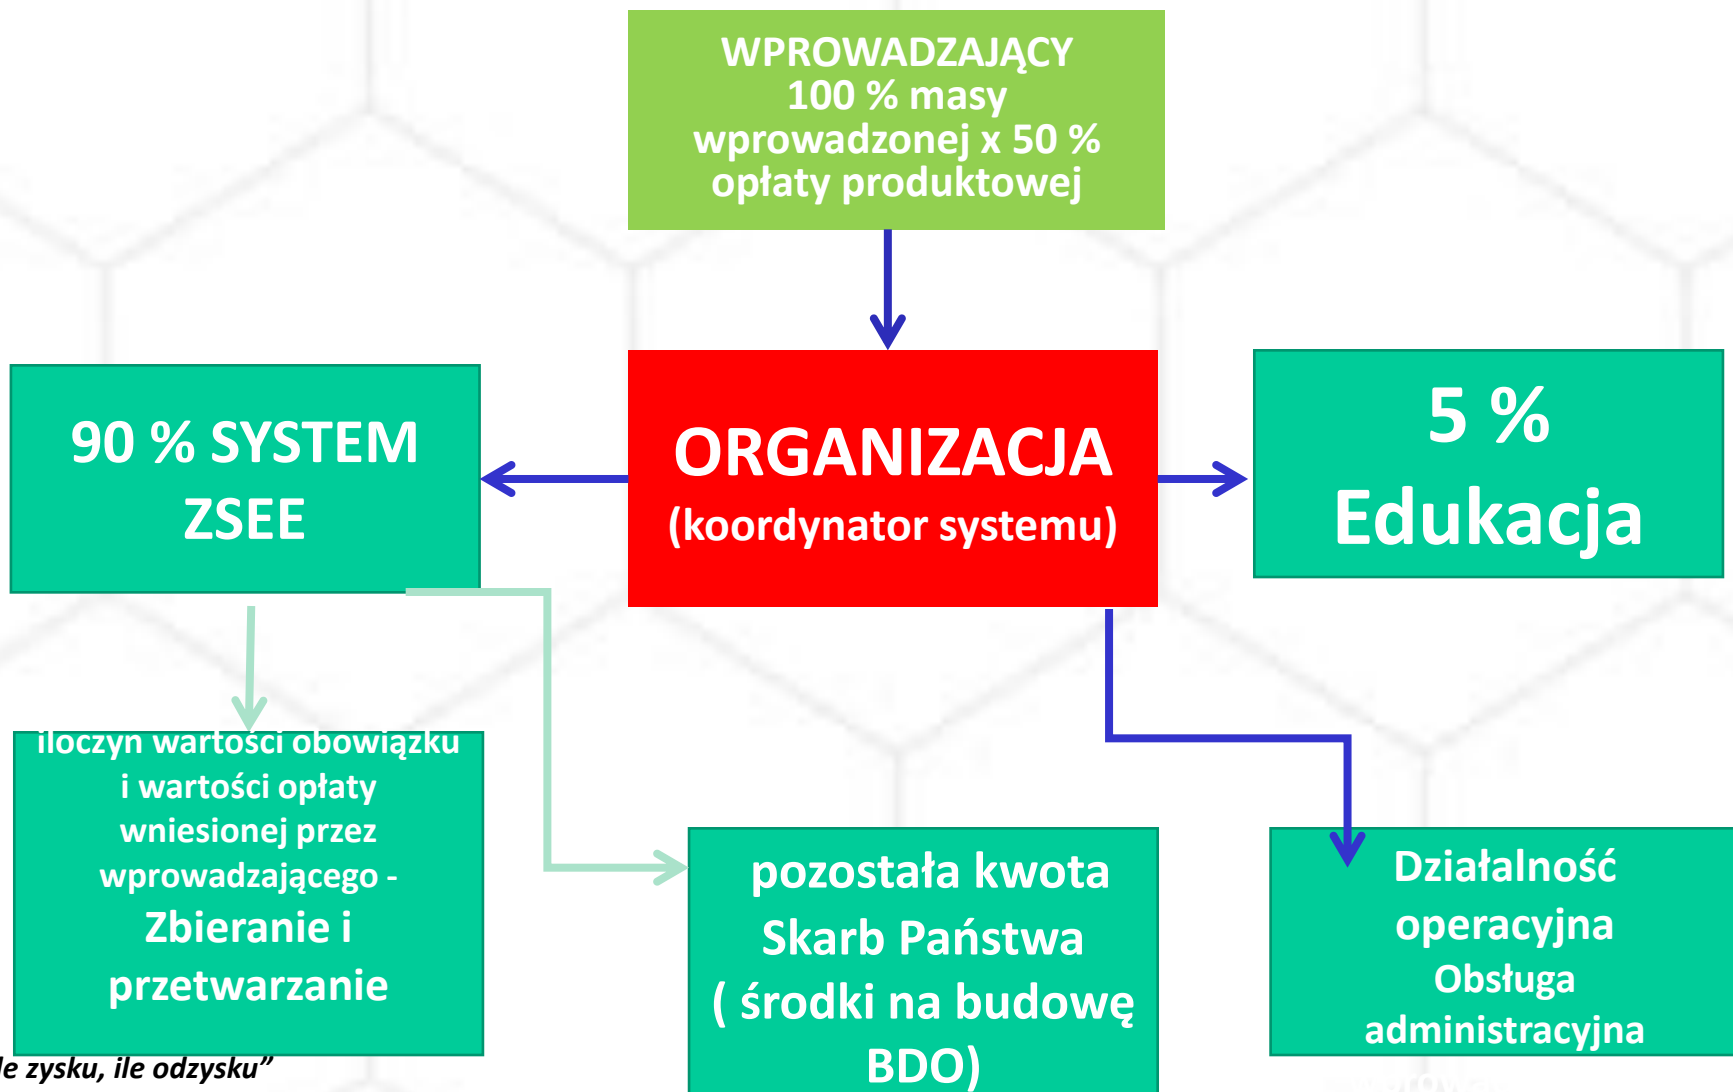 WPROWADZAJĄCY
100 % masy
wprowadzonej x 50 %
opłaty produktowej
90 % SYSTEM
ZSEE
ORGANIZACJA
(koordynator systemu)
5 %
Edukacja
iloczyn wartości obowiązku
i wartości opłaty
wniesionej przez
wprowadzającego -
Zbieranie i
przetwarzanie
pozostała kwota
Skarb Państwa
( środki na budowę
BDO)
Działalność
operacyjna
Obsługa
administracyjna
zysku, ile odzysku”